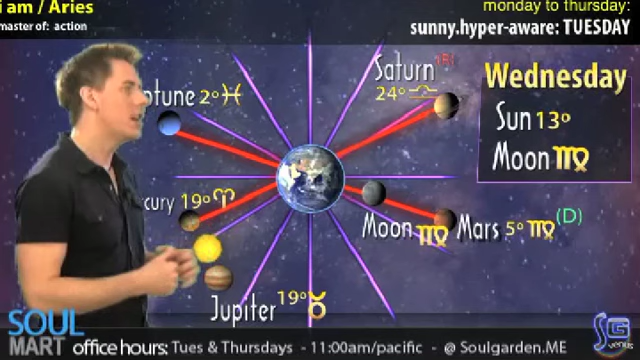 i am / Aries
master of: action
monday to thursday:
sunny.hyper-aware: TUESDAY
Wednesday
Sun 13°
Moon ♍
Saturn (R)
24° ♎
ptune 2° ♓
cury 19° ♈
Moon ♍
Mars 5° ♍ (D)
Jupiter 19° ♉
SOUL
MART
office hours: Tues & Thursdays - 11:00am/pacific - @ Soulgarden.ME
SG
venus